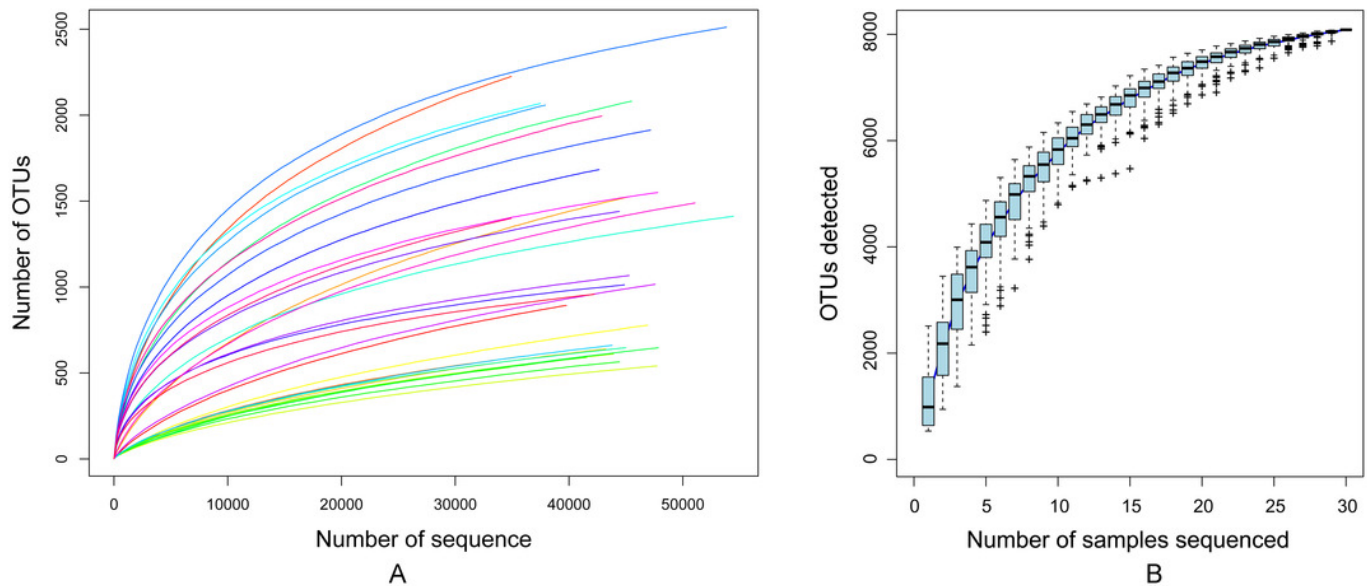 Number of OTUs
2500
2000
1500
1000
500
0
0 10000 20000 30000 40000 50000
Number of sequence
A
OTUs detected
8000
6000
4000
2000
0
0 5 10 15 20 25 30
Number of samples sequenced
B